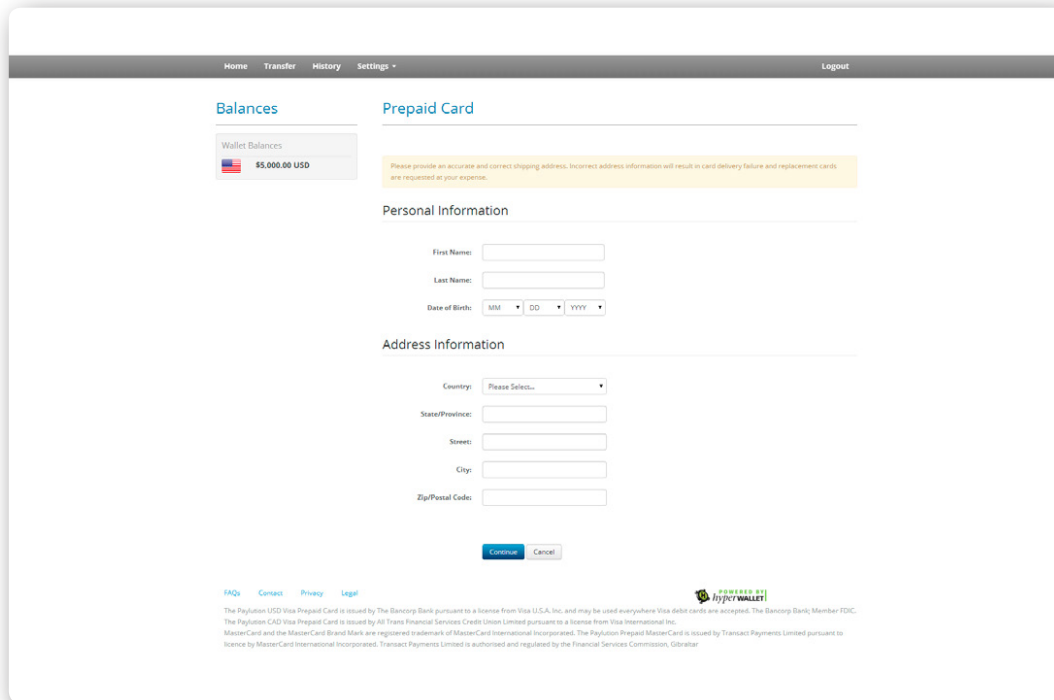 Home Transfer History Settings Logout
Balances
Wallet Balances
$5,000.00 USD
Prepaid Card
Please provide an accurate and correct shipping address. Incorrect address information will result in card delivery failure and replacement cards
are requested at your expense.
Personal Information
First Name:
Last Name:
Date of Birth: MM DD YYYY
Address Information
Country: Please Select...
State/Province:
Street:
City:
Zip/Postal Code:
Continue Cancel
FAQs Contact Privacy Legal
POWERED BY
hyperWALLET
The Paylution USD Visa Prepaid Card is issued by The Bancorp Bank pursuant to a license from Visa U.S.A. Inc. and may be used everywhere Visa debit cards are accepted. The Bancorp Bank; Member FDIC.
The Paylution CAD Visa Prepaid Card is issued by All Trans Financial Services Credit Union Limited pursuant to a license from Visa International Inc.
MasterCard and the MasterCard Brand Mark are registered trademark of MasterCard International Incorporated. The Paylution Prepaid MasterCard is issued by Transact Payments Limited pursuant to
licence by MasterCard International Incorporated. Transact Payments Limited is authorised and regulated by the Financial Services Commission, Gibraltar